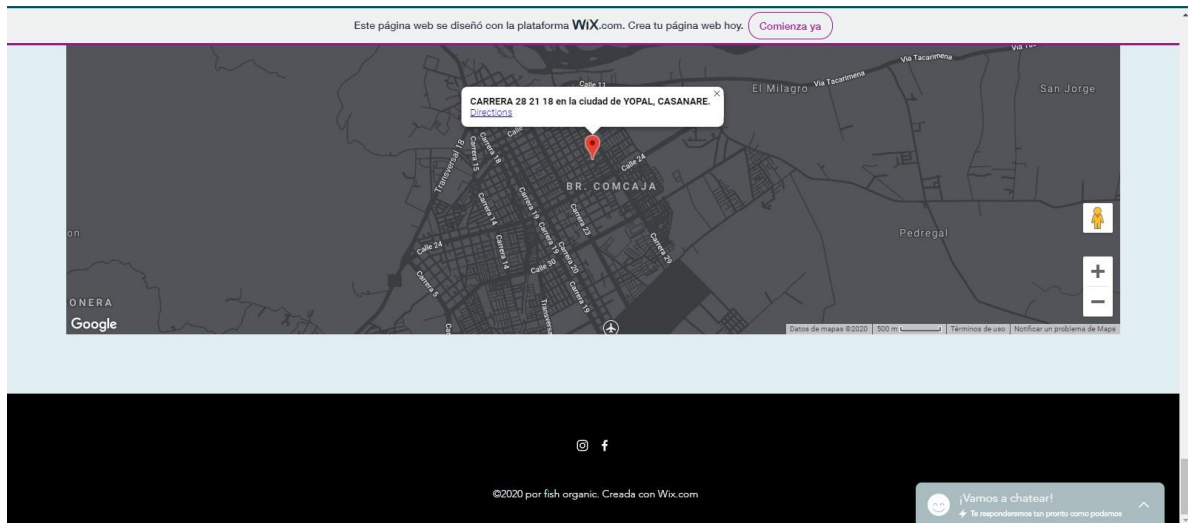 Este página web se diseñó con la plataforma WiX.com. Crea tu página web hoy. Comienza ya
Via Tacarimena
Calle 11
El Milagro
Via Tacarimena
San Jorge
CARRERA 28 21 18 en la ciudad de YOPAL, CASANARE.
Directions
Transversal 18
Carrera 15
Carrera 18
Calle 24
BR. COMCAJA
Carrera 14
Carrera 19
Carrera 23
Carrera 29
Pedregal
on
Calle 24
Carrera 14
Carrera 19
Carrera 20
Calle 30
Carrera 5
Carrera 19
ONERA
Google
Datos de mapas ©2020 500 m Términos de uso Notificar un problema de Maps
©2020 por fish organic. Creada con Wix.com
¡Vamos a chatear!
Te responderemos tan pronto como podamos